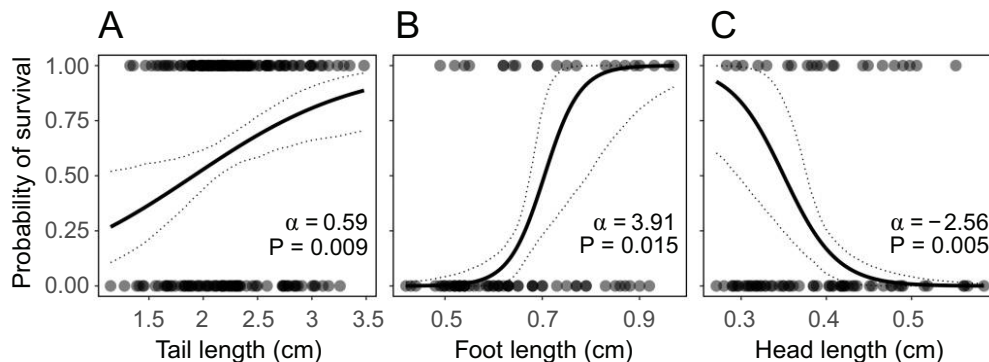 A
B
C
Probability of survival
1.00
0.75
0.50
0.25
0.00
α = 0.59
P = 0.009
α = 3.91
P = 0.015
α = −2.56
P = 0.005
1.5 2 2.5 3 3.5
0.5 0.7 0.9
0.3 0.4 0.5
Tail length (cm)
Foot length (cm)
Head length (cm)